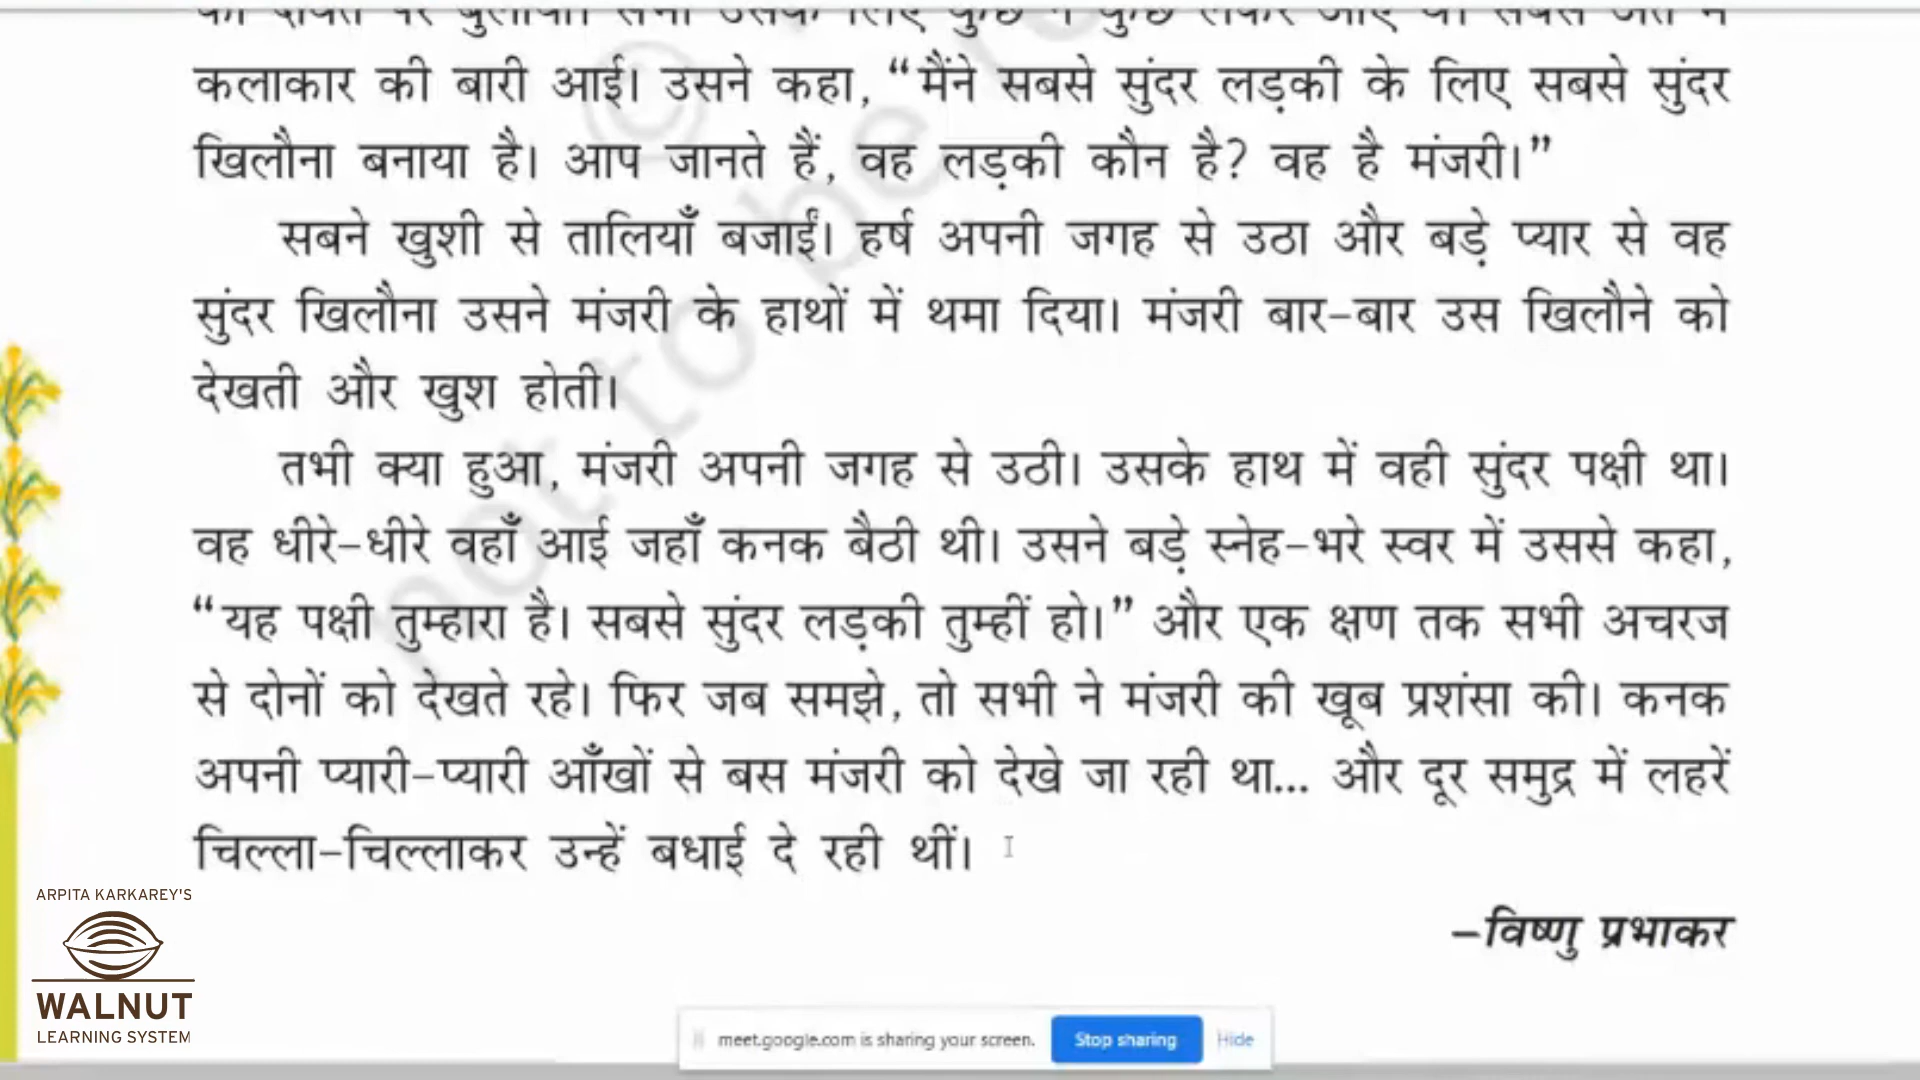 कलाकार की बारी आई। उसने कहा, “मैंने सबसे सुंदर लड़की के लिए सबसे सुंदर
खिलौना बनाया है। आप जानते हैं, वह लड़की कौन है? वह है मंजरी।”
सबने खुशी से तालियाँ बजाईं। हर्ष अपनी जगह से उठा और बड़े प्यार से वह
सुंदर खिलौना उसने मंजरी के हाथों में थमा दिया। मंजरी बार-बार उस खिलौने को
देखती और खुश होती।
तभी क्या हुआ, मंजरी अपनी जगह से उठी। उसके हाथ में वही सुंदर पक्षी था।
वह धीरे-धीरे वहाँ आई जहाँ कनक बैठी थी। उसने बड़े स्नेह-भरे स्वर में उससे कहा,
“यह पक्षी तुम्हारा है। सबसे सुंदर लड़की तुम्हीं हो।” और एक क्षण तक सभी अचरज
से दोनों को देखते रहे। फिर जब समझे, तो सभी ने मंजरी की खूब प्रशंसा की। कनक
अपनी प्यारी-प्यारी आँखों से बस मंजरी को देखे जा रही था... और दूर समुद्र में लहरें
चिल्ला-चिल्लाकर उन्हें बधाई दे रही थीं।
–विष्णु प्रभाकर
© not to be
ARPITA KARKAREY'S
WALNUT
LEARNING SYSTEM
meet.google.com is sharing your screen. Stop sharing Hide